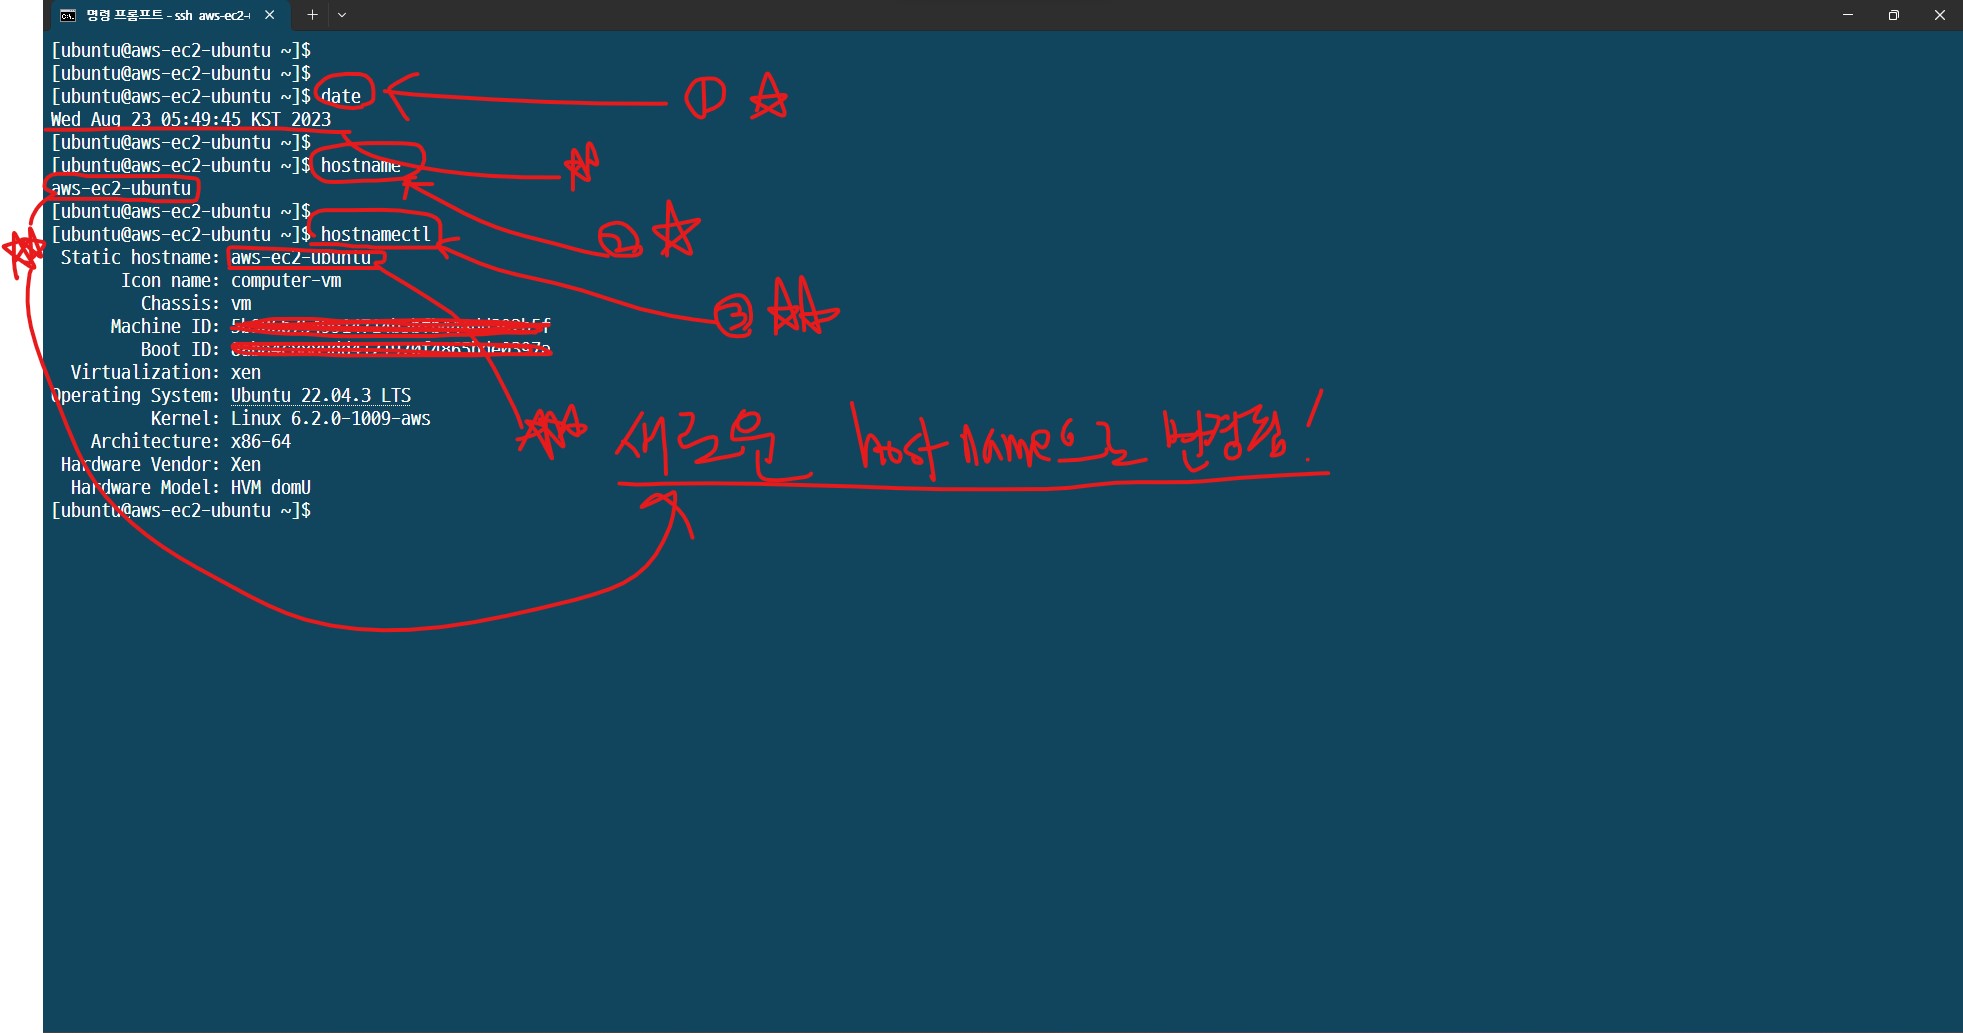 명령 프롬프트 - ssh aws-ec2-
[ubuntu@aws-ec2-ubuntu ~]$
[ubuntu@aws-ec2-ubuntu ~]$
[ubuntu@aws-ec2-ubuntu ~]$ date
① 
Wed Aug 23 05:49:45 KST 2023
[ubuntu@aws-ec2-ubuntu ~]$
[ubuntu@aws-ec2-ubuntu ~]$ hostname
aws-ec2-ubuntu
[ubuntu@aws-ec2-ubuntu ~]$
②
[ubuntu@aws-ec2-ubuntu ~]$ hostnamectl
Static hostname: aws-ec2-ubuntu
Icon name: computer-vm
Chassis: vm
③
Machine ID:
Boot ID:
Virtualization: xen
Operating System: Ubuntu 22.04.3 LTS
Kernel: Linux 6.2.0-1009-aws
새로운 hostname으로 변경됨!
Architecture: x86-64
Hardware Vendor: Xen
Hardware Model: HVM domU
[ubuntu@aws-ec2-ubuntu ~]$